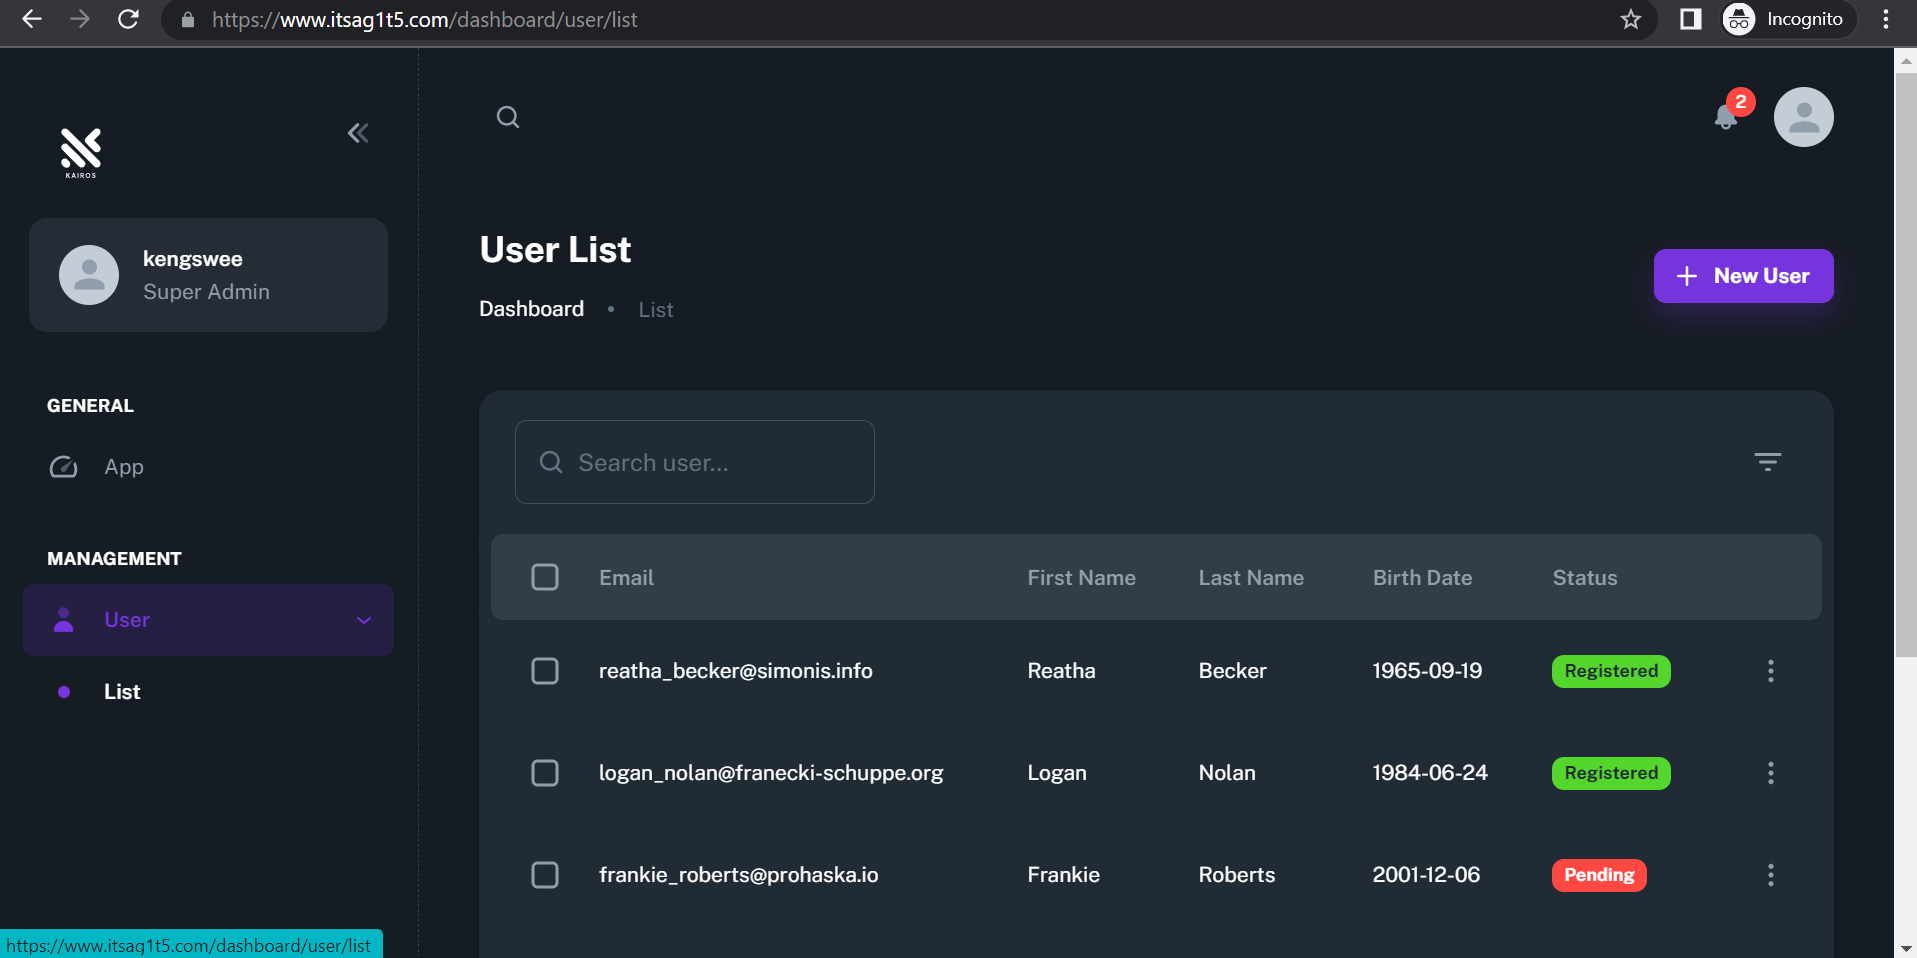 https://www.itsag1t5.com/dashboard/user/list
Incognito
KAIROS
2
kengswee
Super Admin
User List
Dashboard • List
New User
GENERAL
App
MANAGEMENT
User
List
Search user...
Email First Name Last Name Birth Date Status
reatha_becker@simonis.info Reatha Becker 1965-09-19 Registered
logan_nolan@franecki-schuppe.org Logan Nolan 1984-06-24 Registered
frankie_roberts@prohaska.io Frankie Roberts 2001-12-06 Pending
https://www.itsag1t5.com/dashboard/user/list